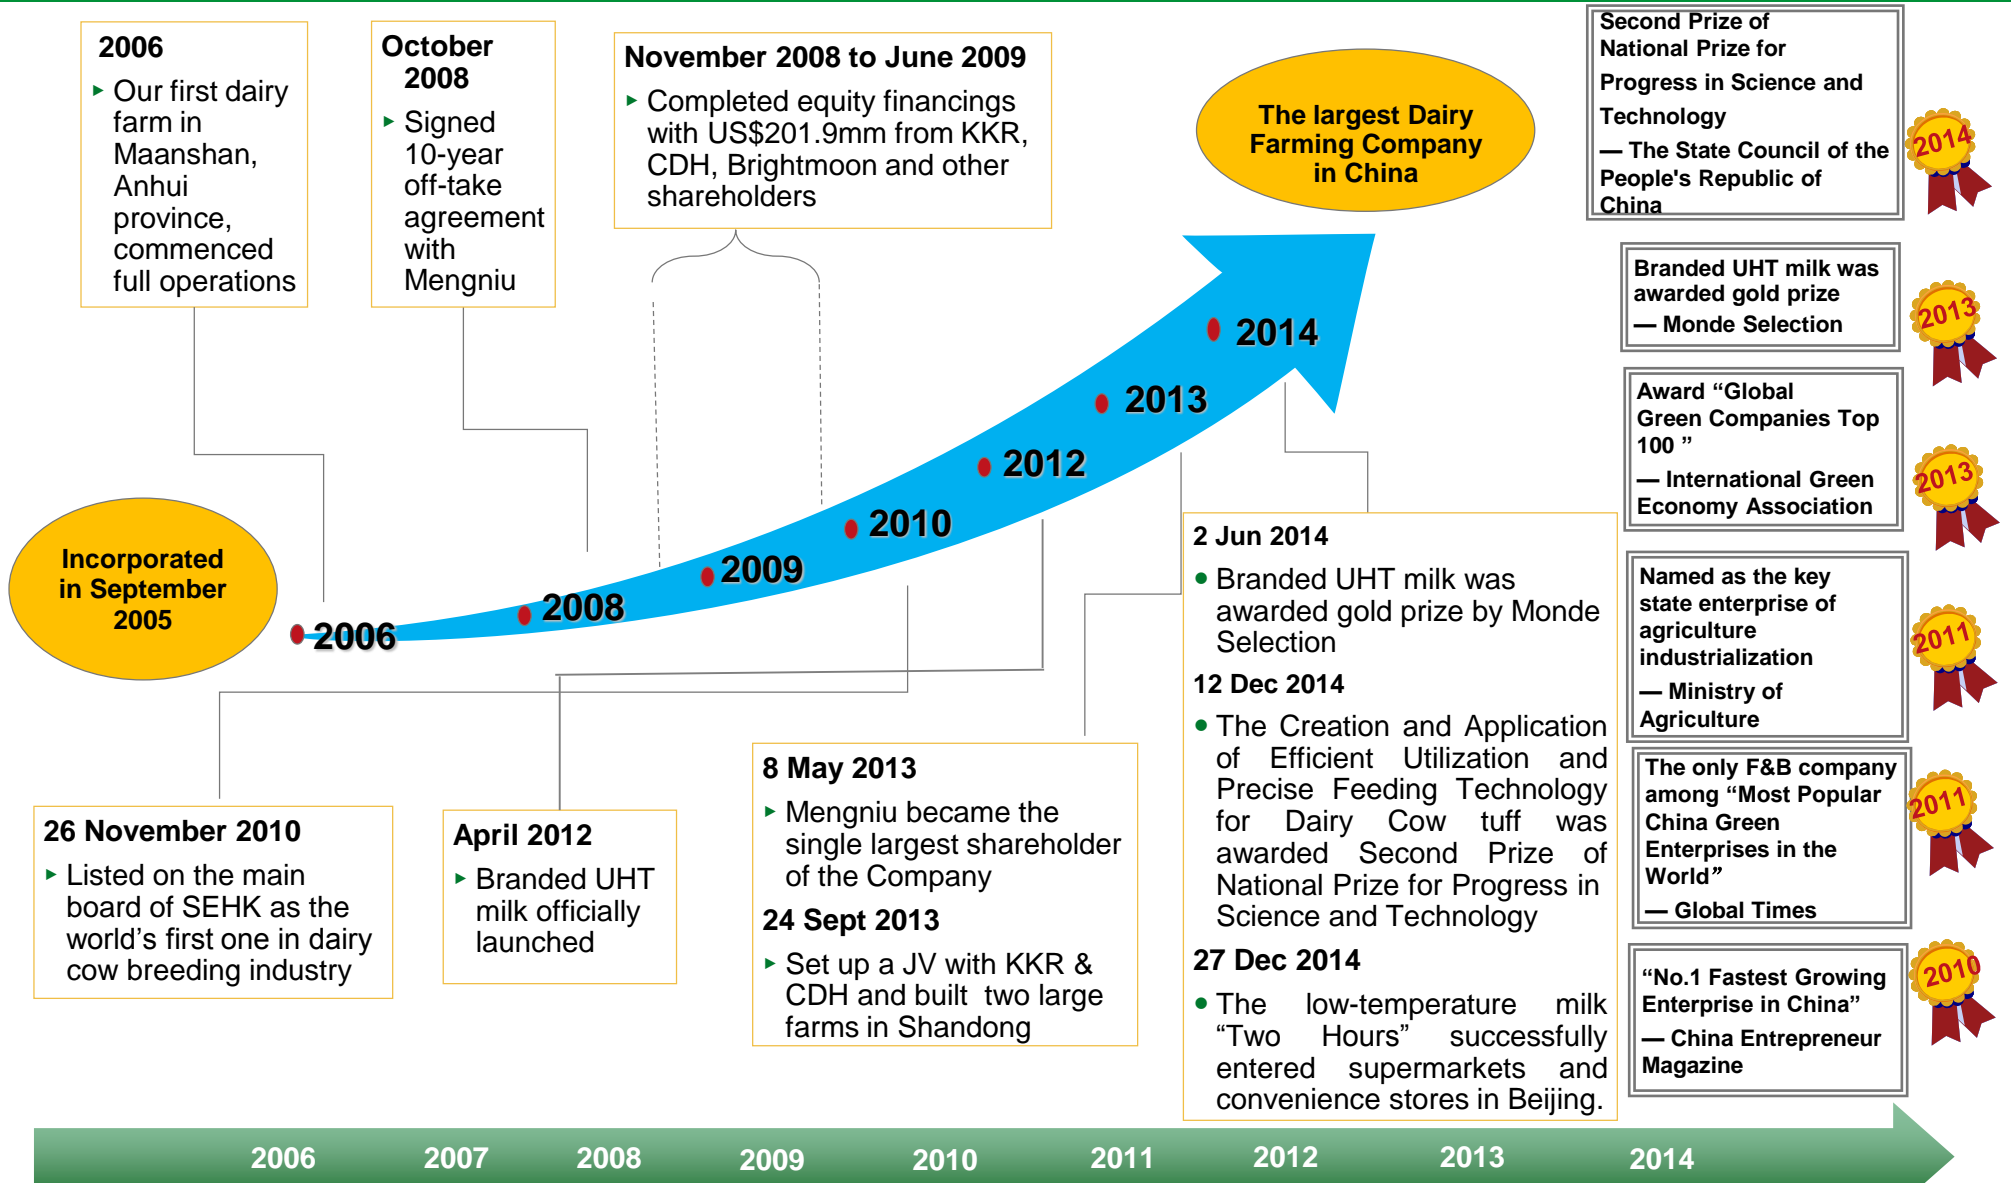 2006
► Our first dairy
farm in
Maanshan,
Anhui
province,
commenced
full operations
October
2008
► Signed
10-year
off-take
agreement
with
Mengniu
November 2008 to June 2009
► Completed equity financings
with US$201.9mm from KKR,
CDH, Brightmoon and other
shareholders
The largest Dairy
Farming Company
in China
Second Prize of
National Prize for
Progress in Science and
Technology
— The State Council of the
People's Republic of
China
2014
Branded UHT milk was
awarded gold prize
— Monde Selection
2013
Award “Global
Green Companies Top
100 ”
— International Green
Economy Association
2013
Named as the key
state enterprise of
agriculture
industrialization
— Ministry of
Agriculture
2011
The only F&B company
among “Most Popular
China Green
Enterprises in the
World”
— Global Times
2011
“No.1 Fastest Growing
Enterprise in China”
— China Entrepreneur
Magazine
2010
Incorporated
in September
2005
2006
2008
2009
2010
2012
2013
2014
26 November 2010
► Listed on the main
board of SEHK as the
world’s first one in dairy
cow breeding industry
April 2012
► Branded UHT
milk officially
launched
8 May 2013
► Mengniu became the
single largest shareholder
of the Company
24 Sept 2013
► Set up a JV with KKR &
CDH and built two large
farms in Shandong
2 Jun 2014
• Branded UHT milk was
awarded gold prize by Monde
Selection
12 Dec 2014
• The Creation and Application
of Efficient Utilization and
Precise Feeding Technology
for Dairy Cow tuff was
awarded Second Prize of
National Prize for Progress in
Science and Technology
27 Dec 2014
• The low-temperature milk
“Two Hours” successfully
entered supermarkets and
convenience stores in Beijing.
2006 2007 2008 2009 2010 2011 2012 2013 2014